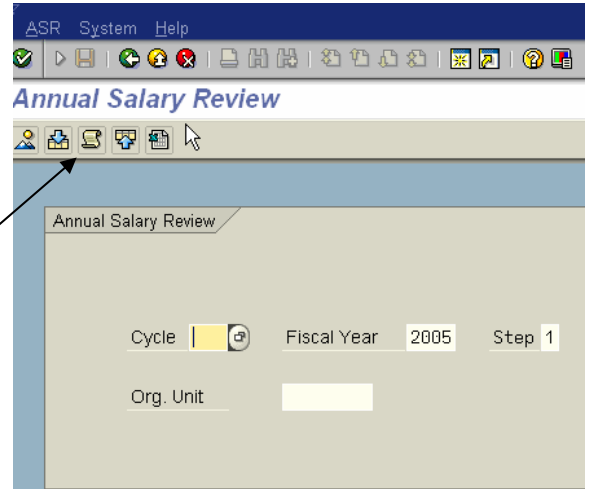 ASR System Help
Annual Salary Review
Annual Salary Review
Cycle Fiscal Year 2005 Step 1
Org. Unit